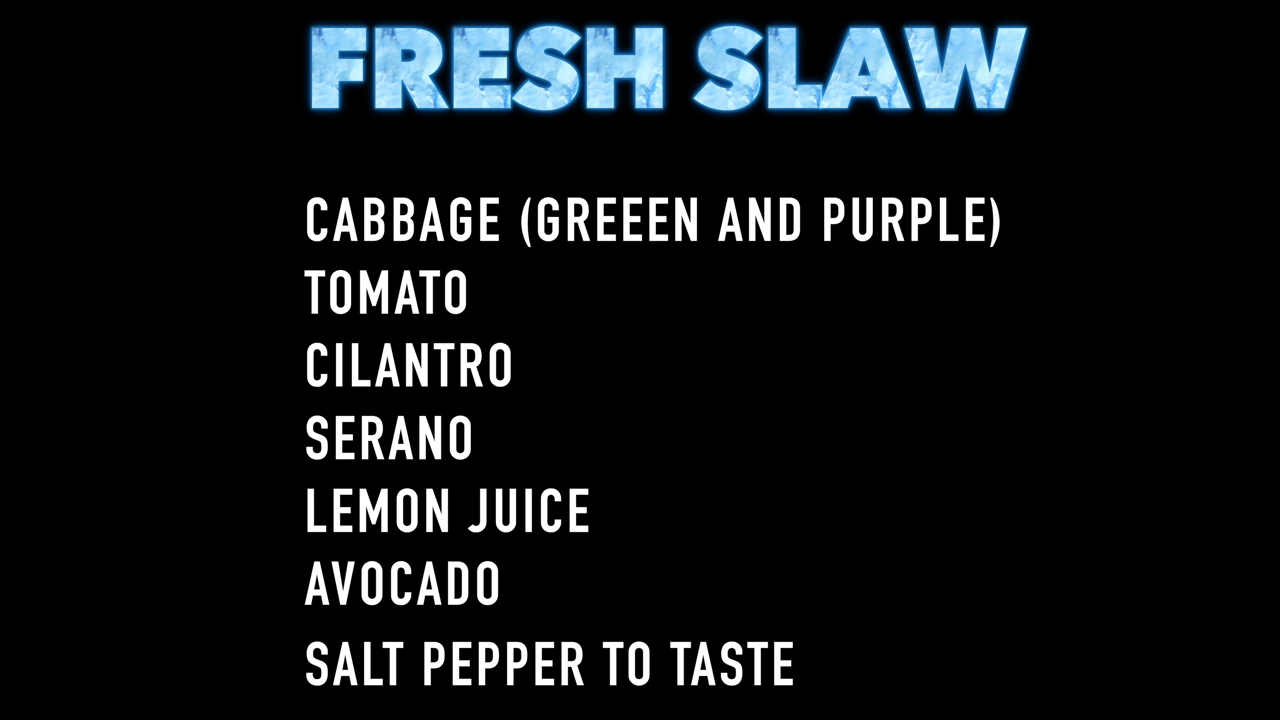 FRESH SLAW
CABBAGE (GREEEN AND PURPLE)
TOMATO
CILANTRO
SERANO
LEMON JUICE
AVOCADO
SALT PEPPER TO TASTE